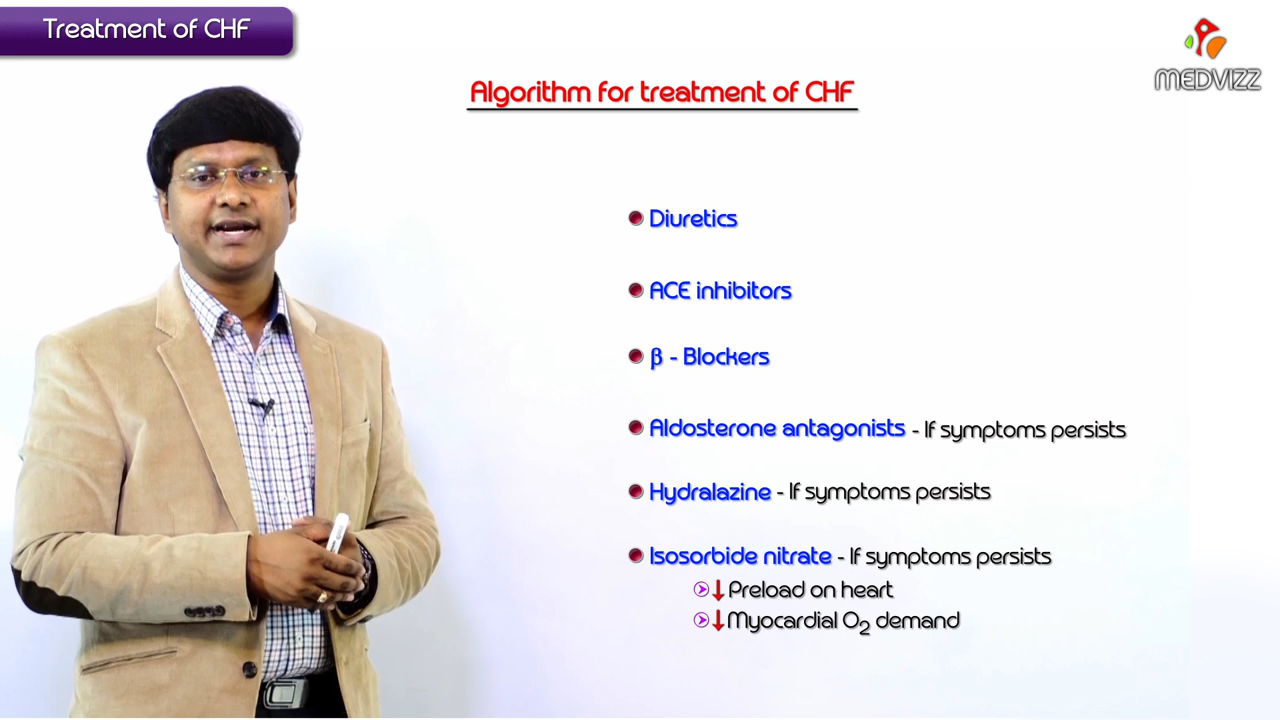 Treatment of CHF
MEDVIZZ
Algorithm for treatment of CHF
Diuretics
ACE inhibitors
β - Blockers
Aldosterone antagonists - If symptoms persists
Hydralazine - If symptoms persists
Isosorbide nitrate - If symptoms persists
↓ Preload on heart
↓ Myocardial O₂ demand